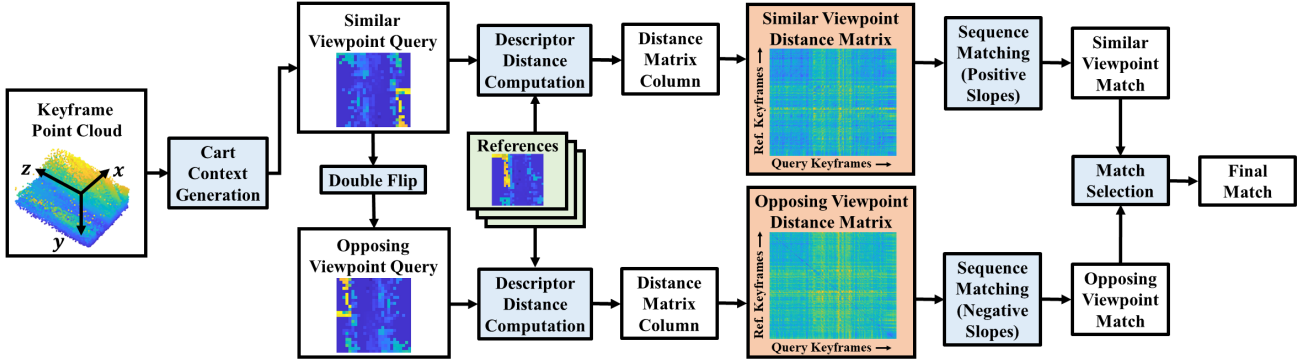 Keyframe
Point Cloud
z
x
y
Cart
Context
Generation
Similar
Viewpoint Query
Double Flip
Opposing
Viewpoint Query
Descriptor
Distance
Computation
References
Descriptor
Distance
Computation
Distance
Matrix
Column
Distance
Matrix
Column
Similar Viewpoint
Distance Matrix
Ref. Keyframes
Query Keyframes
Opposing Viewpoint
Distance Matrix
Ref. Keyframes
Query Keyframes
Sequence
Matching
(Positive
Slopes)
Sequence
Matching
(Negative
Slopes)
Similar
Viewpoint
Match
Match
Selection
Opposing
Viewpoint
Match
Final
Match